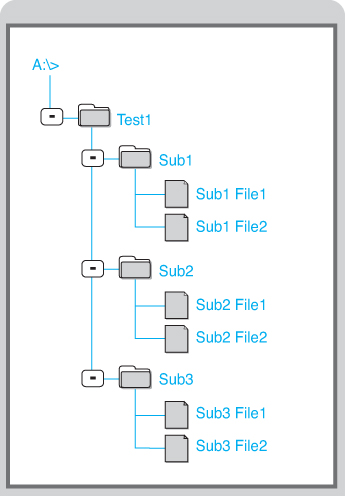 A:\>
Test1
Sub1
Sub1 File1
Sub1 File2
Sub2
Sub2 File1
Sub2 File2
Sub3
Sub3 File1
Sub3 File2